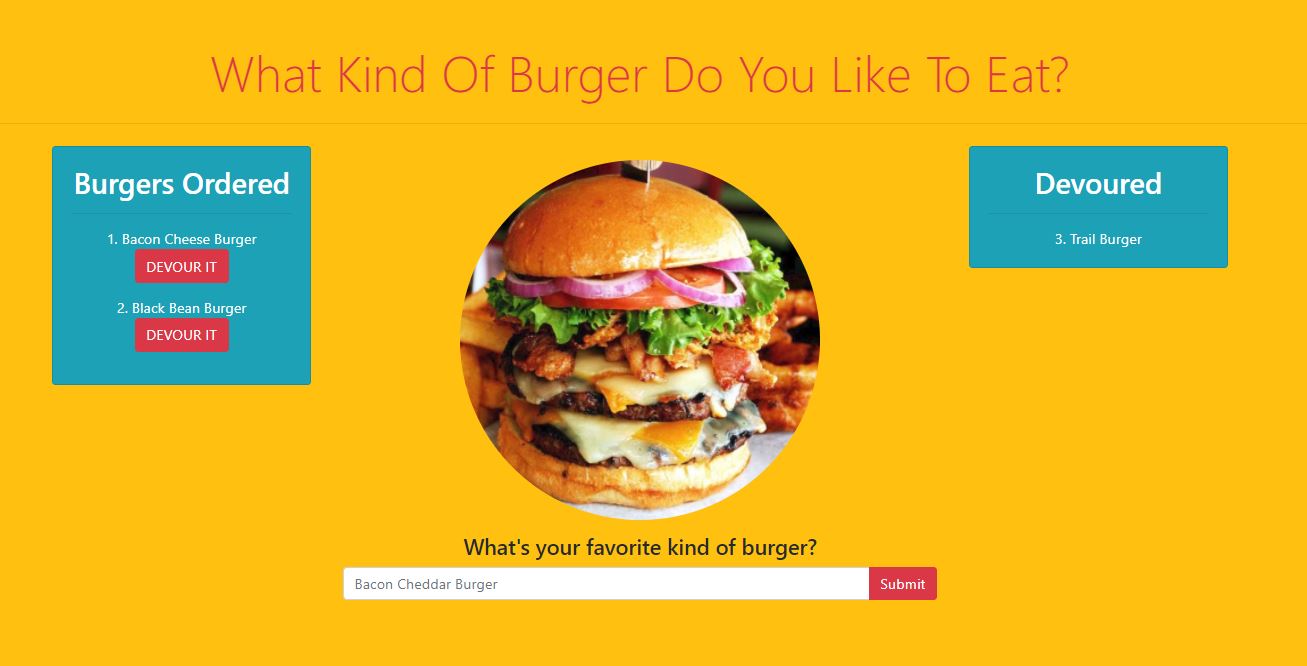 What Kind Of Burger Do You Like To Eat?
Burgers Ordered
1. Bacon Cheese Burger
DEVOUR IT
2. Black Bean Burger
DEVOUR IT
Devoured
3. Trail Burger
What's your favorite kind of burger?
Bacon Cheddar Burger
Submit